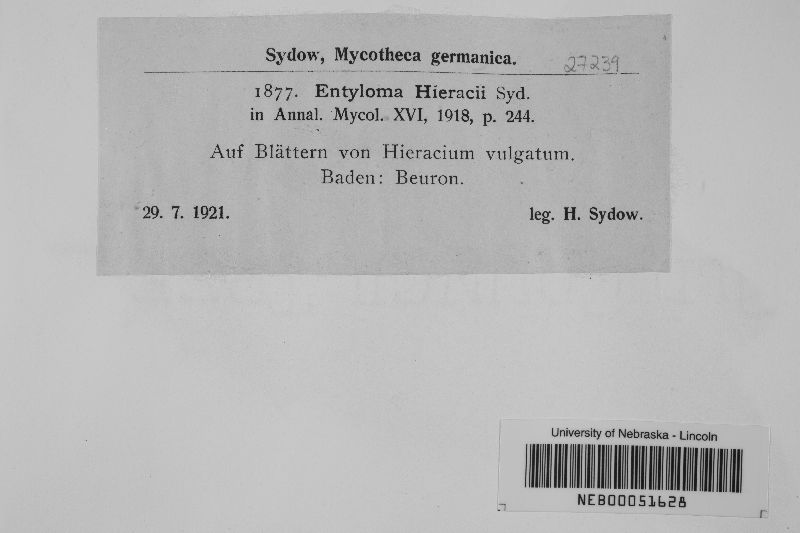 Sydow, Mycotheca germanica.
27239
1877. Entyloma Hieracii Syd.
in Annal. Mycol. XVI, 1918, p. 244.
Auf Blättern von Hieracium vulgatum.
Baden: Beuron.
29. 7. 1921. leg. H. Sydow.
University of Nebraska - Lincoln
NEB00051628